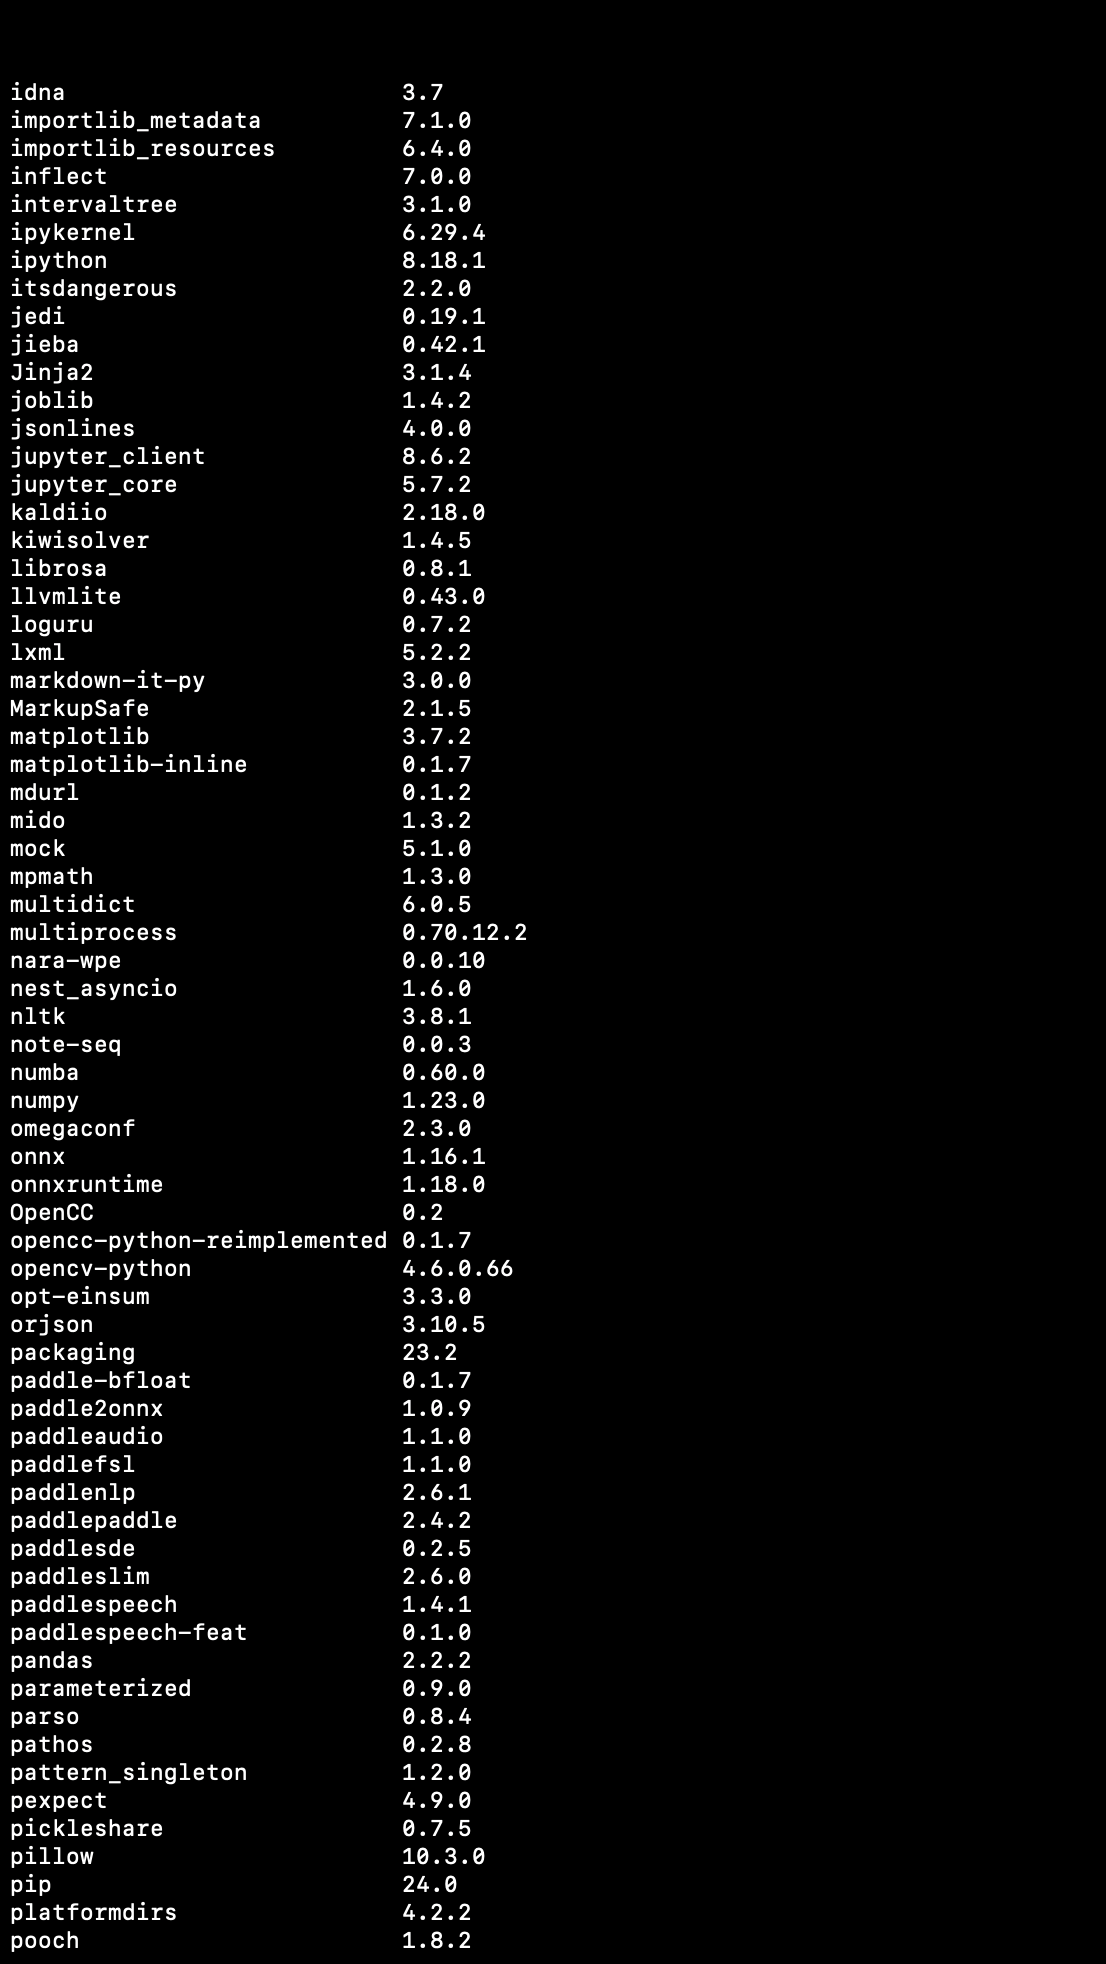 idna 3.7
importlib_metadata 7.1.0
importlib_resources 6.4.0
inflect 7.0.0
intervaltree 3.1.0
ipykernel 6.29.4
ipython 8.18.1
itsdangerous 2.2.0
jedi 0.19.1
jieba 0.42.1
Jinja2 3.1.4
joblib 1.4.2
jsonlines 4.0.0
jupyter_client 8.6.2
jupyter_core 5.7.2
kaldiio 2.18.0
kiwisolver 1.4.5
librosa 0.8.1
llvmlite 0.43.0
loguru 0.7.2
lxml 5.2.2
markdown-it-py 3.0.0
MarkupSafe 2.1.5
matplotlib 3.7.2
matplotlib-inline 0.1.7
mdurl 0.1.2
mido 1.3.2
mock 5.1.0
mpmath 1.3.0
multidict 6.0.5
multiprocess 0.70.12.2
nara-wpe 0.0.10
nest_asyncio 1.6.0
nltk 3.8.1
note-seq 0.0.3
numba 0.60.0
numpy 1.23.0
omegaconf 2.3.0
onnx 1.16.1
onnxruntime 1.18.0
OpenCC 0.2
opencc-python-reimplemented 0.1.7
opencv-python 4.6.0.66
opt-einsum 3.3.0
orjson 3.10.5
packaging 23.2
paddle-bfloat 0.1.7
paddle2onnx 1.0.9
paddleaudio 1.1.0
paddlefsl 1.1.0
paddlenlp 2.6.1
paddlepaddle 2.4.2
paddlesde 0.2.5
paddleslim 2.6.0
paddlespeech 1.4.1
paddlespeech-feat 0.1.0
pandas 2.2.2
parameterized 0.9.0
parso 0.8.4
pathos 0.2.8
pattern_singleton 1.2.0
pexpect 4.9.0
pickleshare 0.7.5
pillow 10.3.0
pip 24.0
platformdirs 4.2.2
pooch 1.8.2